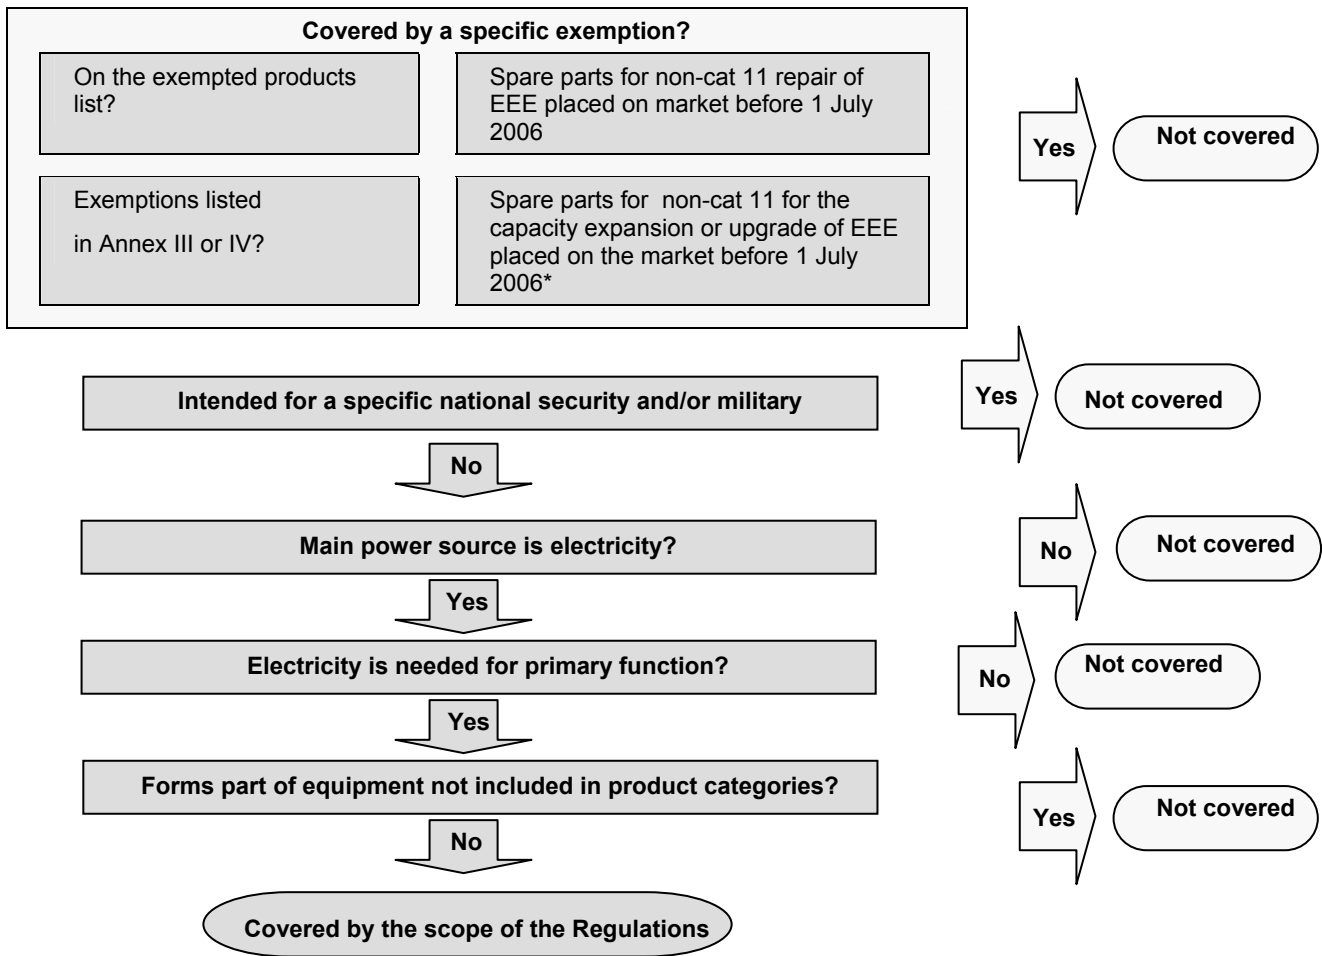 Covered by a specific exemption?
On the exempted products
list?
Spare parts for non-cat 11 repair of
EEE placed on market before 1 July
2006
Yes
Not covered
Exemptions listed
in Annex III or IV?
Spare parts for non-cat 11 for the
capacity expansion or upgrade of EEE
placed on the market before 1 July
2006*
Intended for a specific national security and/or military
Yes
Not covered
No
Main power source is electricity?
No
Not covered
Yes
Electricity is needed for primary function?
No
Not covered
Yes
Forms part of equipment not included in product categories?
Yes
Not covered
No
Covered by the scope of the Regulations